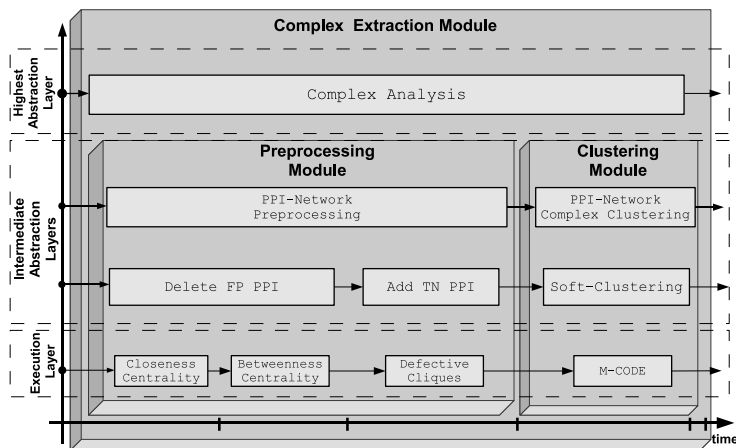 Complex Extraction Module
Highest
Abstraction
Layer
Complex Analysis
Intermediate
Abstraction
Layers
Preprocessing
Module
Clustering
Module
PPI-Network
Preprocessing
PPI-Network
Complex Clustering
Delete FP PPI
Add TN PPI
Soft-Clustering
Execution
Layer
Closeness
Centrality
Betweenness
Centrality
Defective
Cliques
M-CODE
time